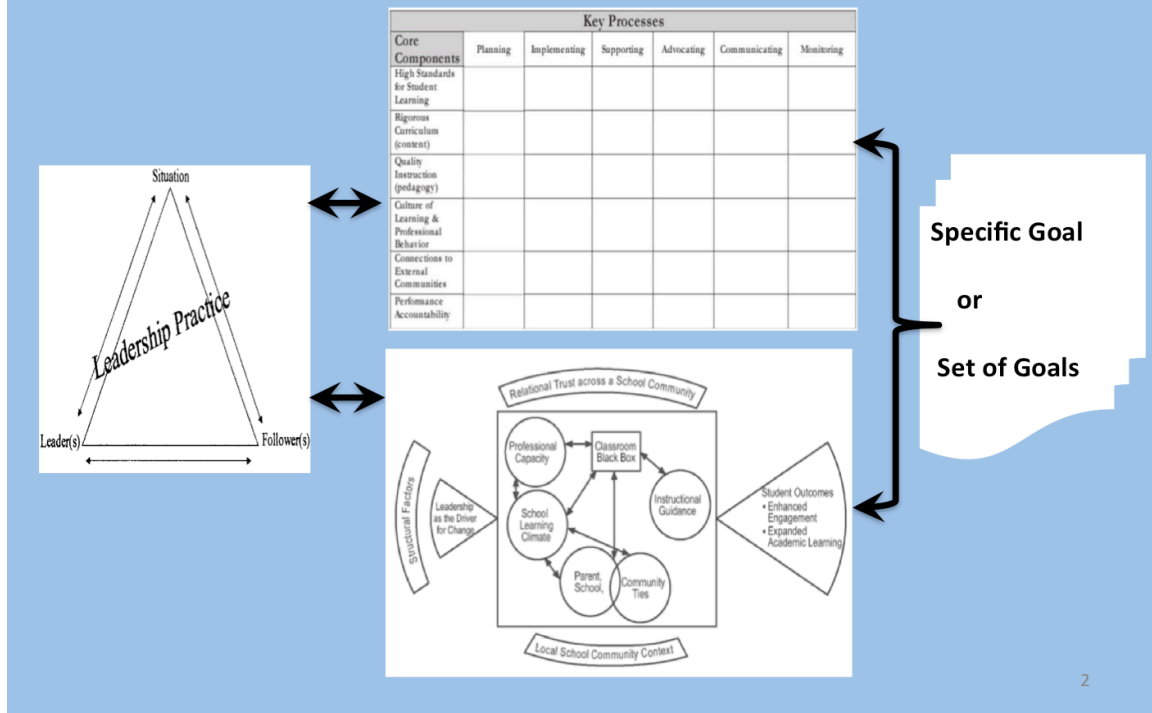 Key Processes
Core
Components
Planning
Implementing
Supporting
Advocating
Communicating
Monitoring
High Standards
for Student
Learning
Rigorous
Curriculum
(content)
Quality
Instruction
(pedagogy)
Culture of
Learning &
Professional
Behavior
Connections to
External
Communities
Performance
Accountability
Situation
Leadership Practice
Leader(s)
Follower(s)
Specific Goal
or
Set of Goals
Relational Trust across a School Community
Structural Factors
Leadership
as the Driver
for Change
Professional
Capacity
Classroom
Black Box
School
Learning
Climate
Instructional
Guidance
Parent,
School,
Community
Ties
Student Outcomes
• Enhanced
Engagement
• Expanded
Academic Learning
Local School Community Context
2